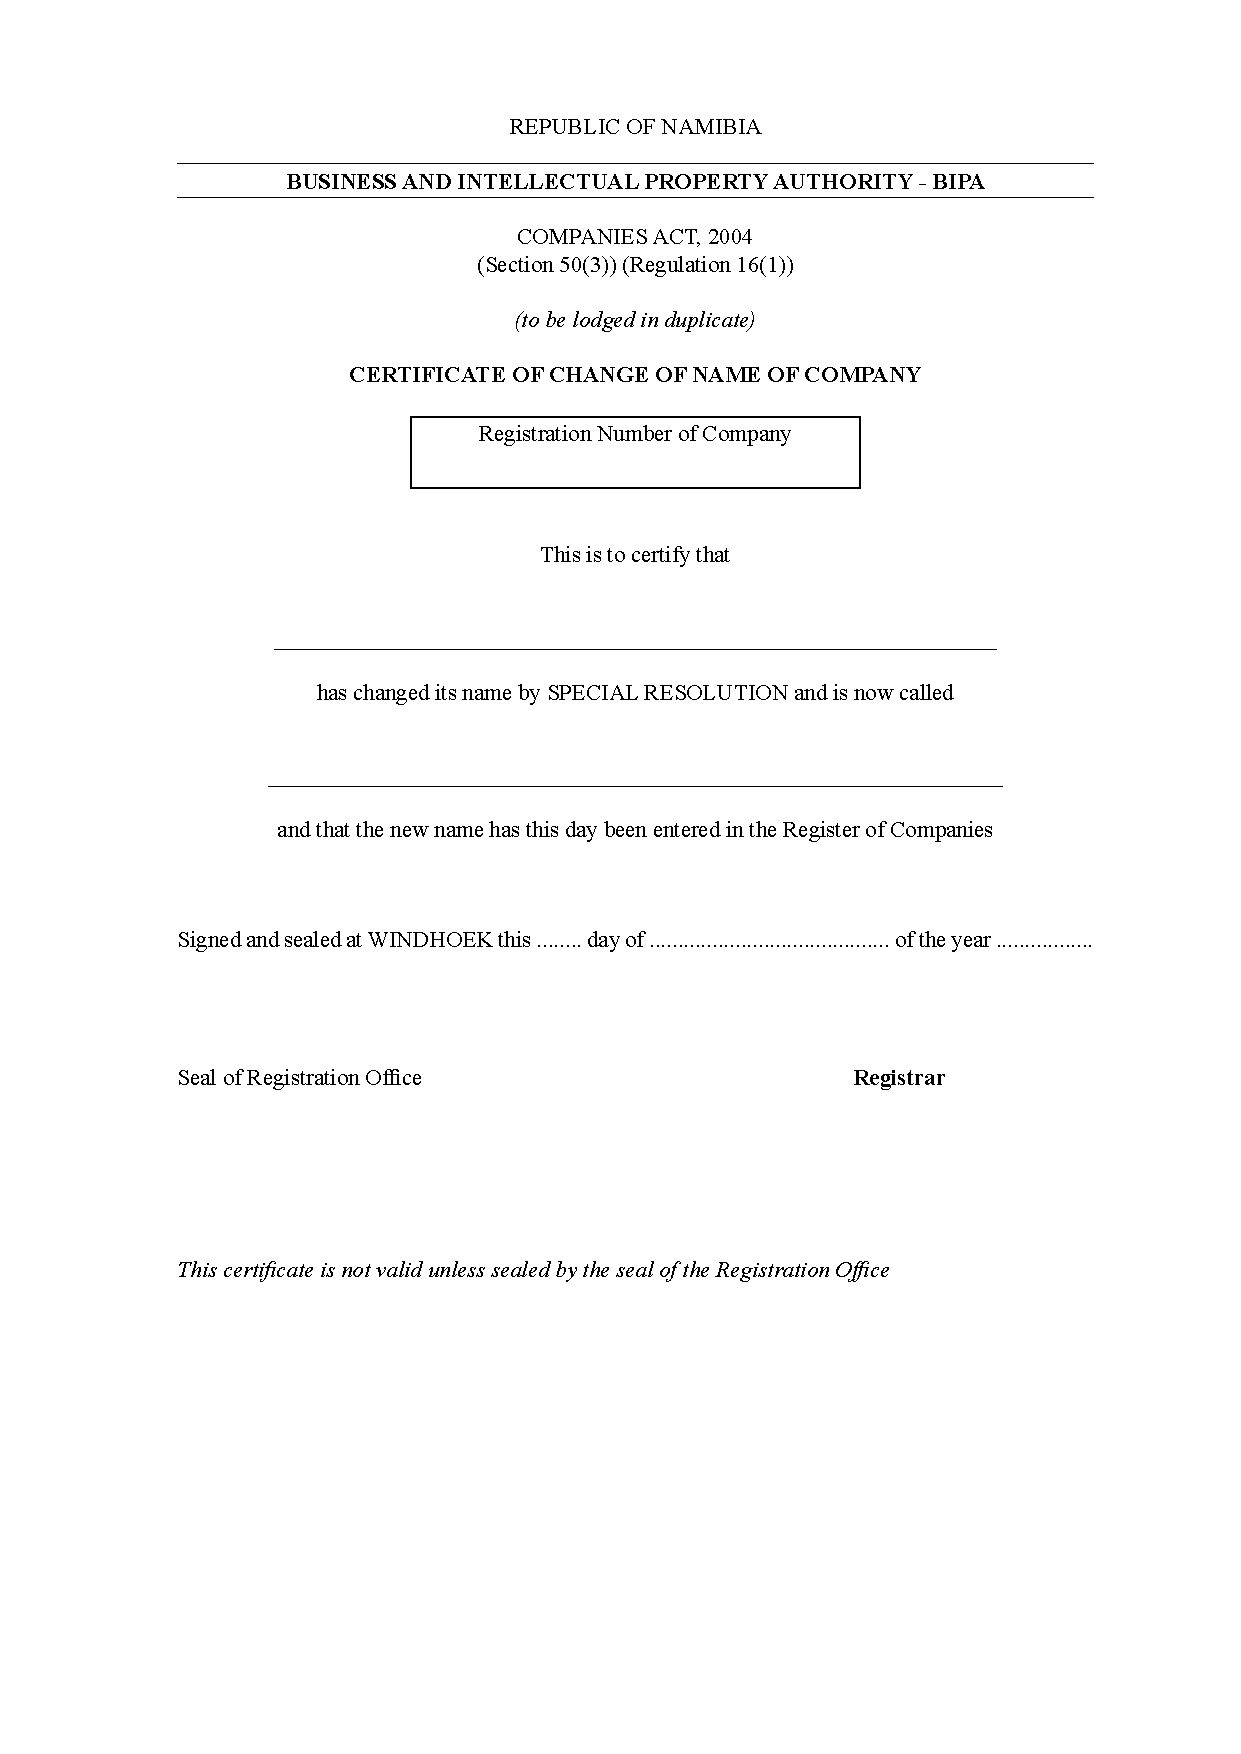 REPUBLIC OF NAMIBIA
BUSINESS AND INTELLECTUAL PROPERTY AUTHORITY - BIPA
COMPANIES ACT, 2004
(Section 50(3)) (Regulation 16(1))
(to be lodged in duplicate)
CERTIFICATE OF CHANGE OF NAME OF COMPANY
Registration Number of Company
This is to certify that
has changed its name by SPECIAL RESOLUTION and is now called
and that the new name has this day been entered in the Register of Companies
Signed and sealed at WINDHOEK this ........ day of .......................................... of the year .................
Seal of Registration Office Registrar
This certificate is not valid unless sealed by the seal of the Registration Office